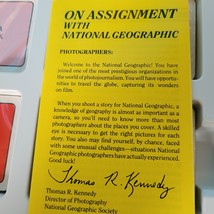 ON ASSIGNMENT
WITH
NATIONAL GEOGRAPHIC
PHOTOGRAPHERS:
Welcome to the National Geographic! You have
joined one of the most prestigious organizations in the
world of photojournalism. You will have opportunities
to travel the globe, capturing its wonders
on film.
When you shoot a story for National Geographic, a
knowledge of geography is almost as important as a
camera, so you'll need to know more than most
photographers about the places you cover. A skilled
eye is necessary to get the right pictures for each
story. You also may find yourself, by chance, faced
with some unusual challenges—situations National
Geographic photographers have actually experienced.
Good luck!
Thomas R. Kennedy
Thomas R. Kennedy
Director of Photography
National Geographic Society